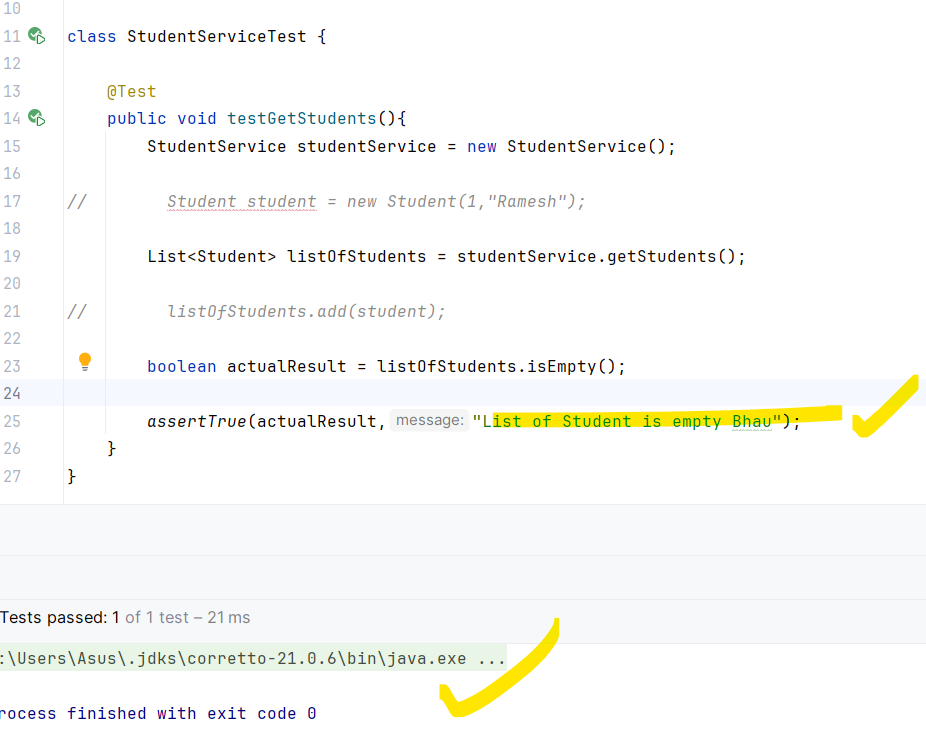 10
11 class StudentServiceTest {
12
13 @Test
14 public void testGetStudents(){
15 StudentService studentService = new StudentService();
16
17 // Student student = new Student(1,"Ramesh");
18
19 List<Student> listOfStudents = studentService.getStudents();
20
21 // listOfStudents.add(student);
22
23 boolean actualResult = listOfStudents.isEmpty();
24
25 assertTrue(actualResult, message: "List of Student is empty Bhau");
26 }
27 }
Tests passed: 1 of 1 test – 21 ms
:\Users\Asus\.jdks\corretto-21.0.6\bin\java.exe ...
rocess finished with exit code 0